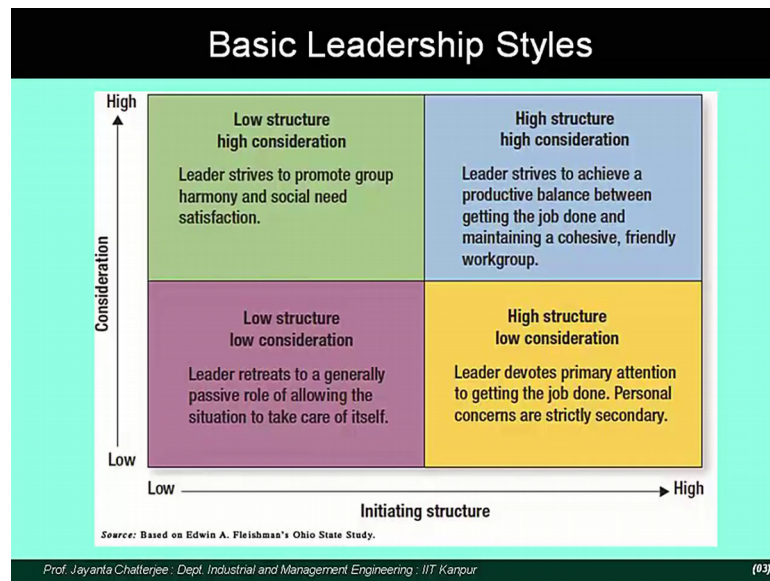 Basic Leadership Styles
High
Low structure
high consideration
Leader strives to promote group
harmony and social need
satisfaction.
High structure
high consideration
Leader strives to achieve a
productive balance between
getting the job done and
maintaining a cohesive, friendly
workgroup.
Consideration
Low structure
low consideration
Leader retreats to a generally
passive role of allowing the
situation to take care of itself.
High structure
low consideration
Leader devotes primary attention
to getting the job done. Personal
concerns are strictly secondary.
Low
Low
High
Initiating structure
Source: Based on Edwin A. Fleishman's Ohio State Study.
Prof. Jayanta Chatterjee : Dept. Industrial and Management Engineering : IIT Kanpur
(03)